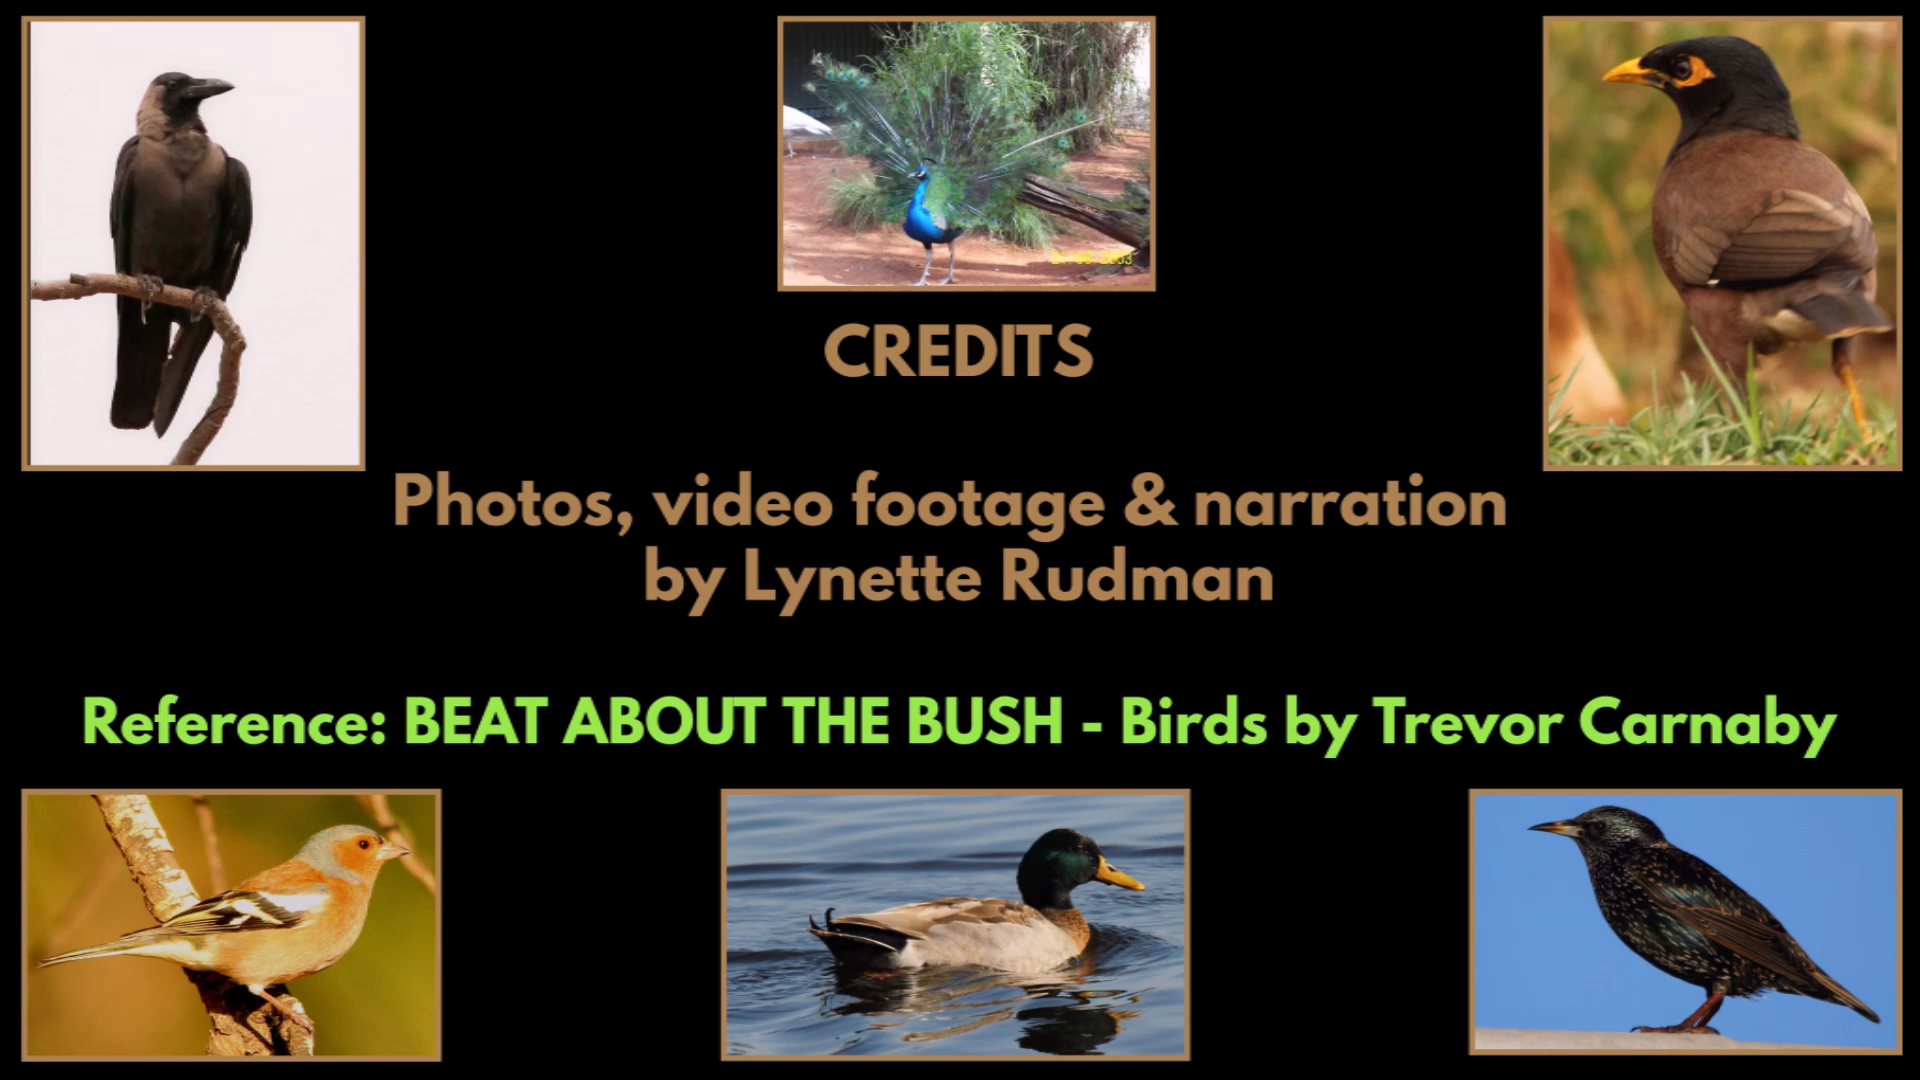 CREDITS
Photos, video footage & narration
by Lynette Rudman
Reference: BEAT ABOUT THE BUSH - Birds by Trevor Carnaby